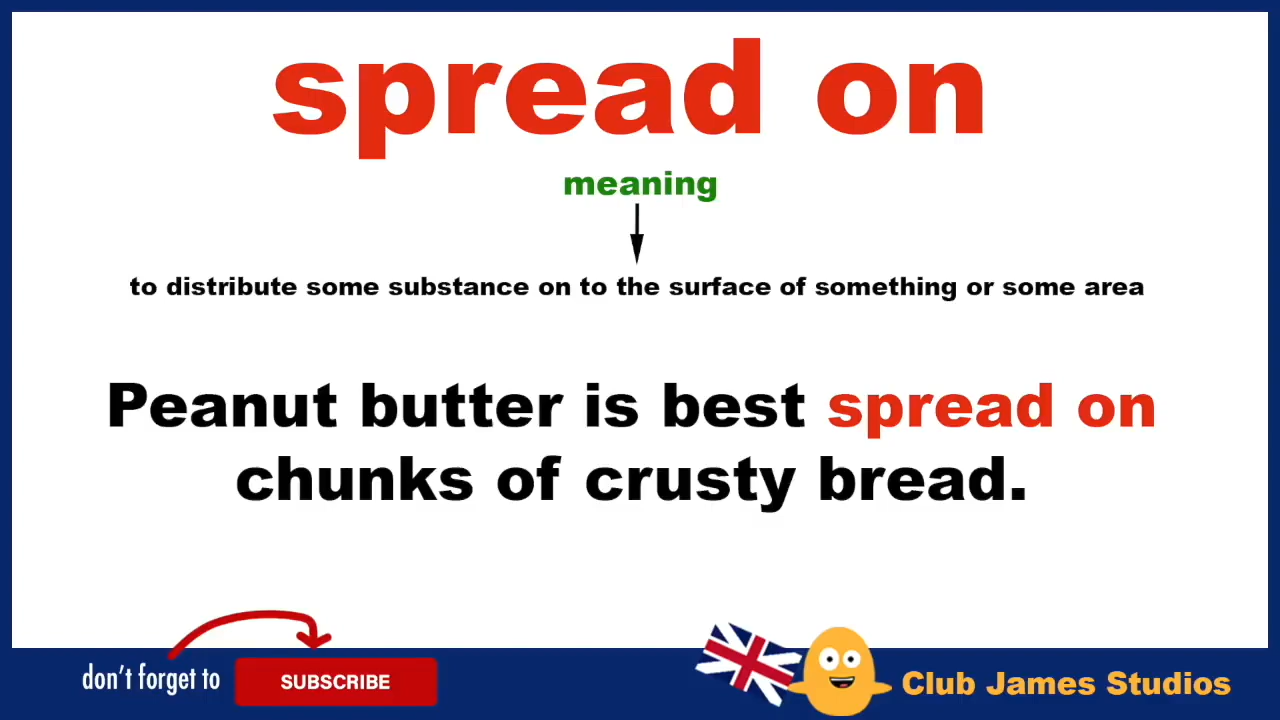 spread on
meaning
to distribute some substance on to the surface of something or some area
Peanut butter is best spread on
chunks of crusty bread.
don't forget to
SUBSCRIBE
Club James Studios